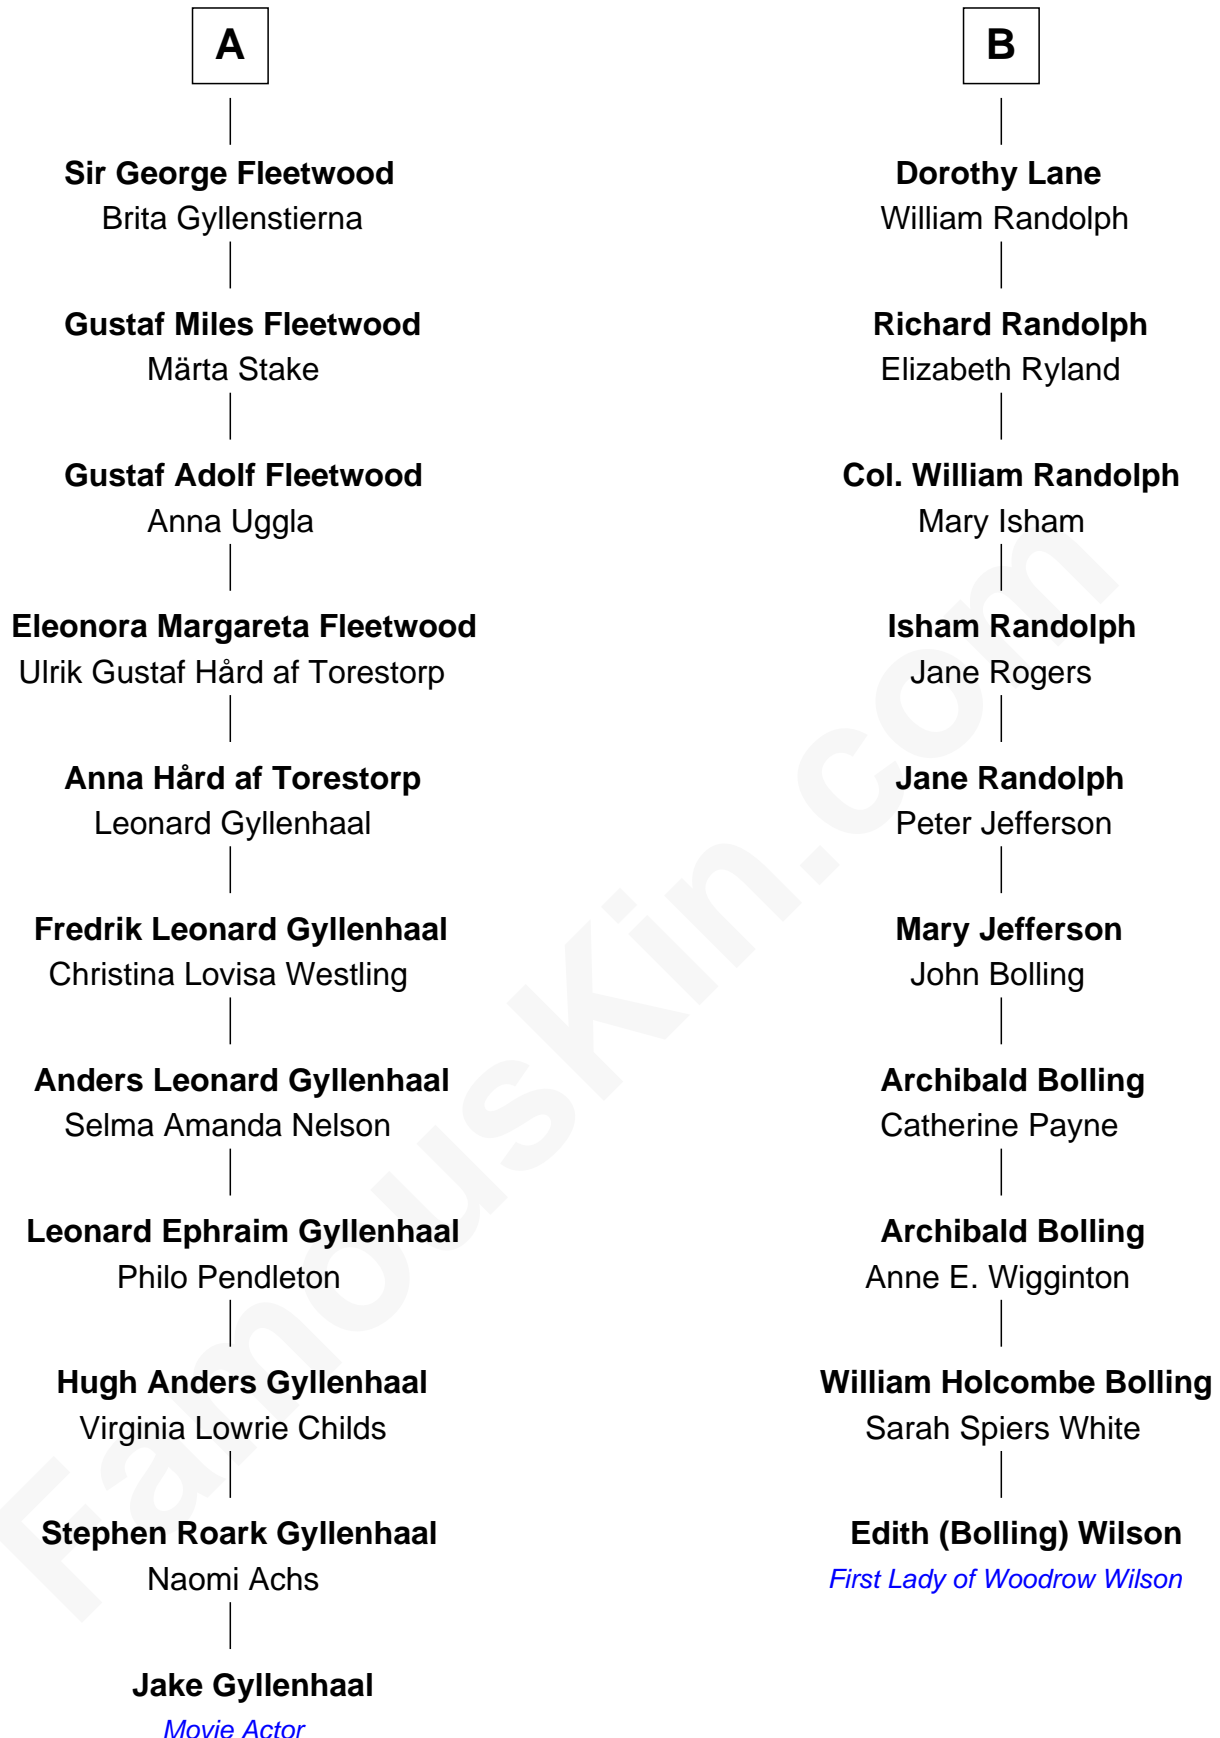 A
Sir George Fleetwood
Brita Gyllenstierna
Gustaf Miles Fleetwood
Märta Stake
Gustaf Adolf Fleetwood
Anna Uggla
Eleonora Margareta Fleetwood
Ulrik Gustaf Hård af Torestorp
Anna Hård af Torestorp
Leonard Gyllenhaal
Fredrik Leonard Gyllenhaal
Christina Lovisa Westling
Anders Leonard Gyllenhaal
Selma Amanda Nelson
Leonard Ephraim Gyllenhaal
Philo Pendleton
Hugh Anders Gyllenhaal
Virginia Lowrie Childs
Stephen Roark Gyllenhaal
Naomi Achs
Jake Gyllenhaal
Movie Actor
B
Dorothy Lane
William Randolph
Richard Randolph
Elizabeth Ryland
Col. William Randolph
Mary Isham
Isham Randolph
Jane Rogers
Jane Randolph
Peter Jefferson
Mary Jefferson
John Bolling
Archibald Bolling
Catherine Payne
Archibald Bolling
Anne E. Wigginton
William Holcombe Bolling
Sarah Spiers White
Edith (Bolling) Wilson
First Lady of Woodrow Wilson
FamousKin.com